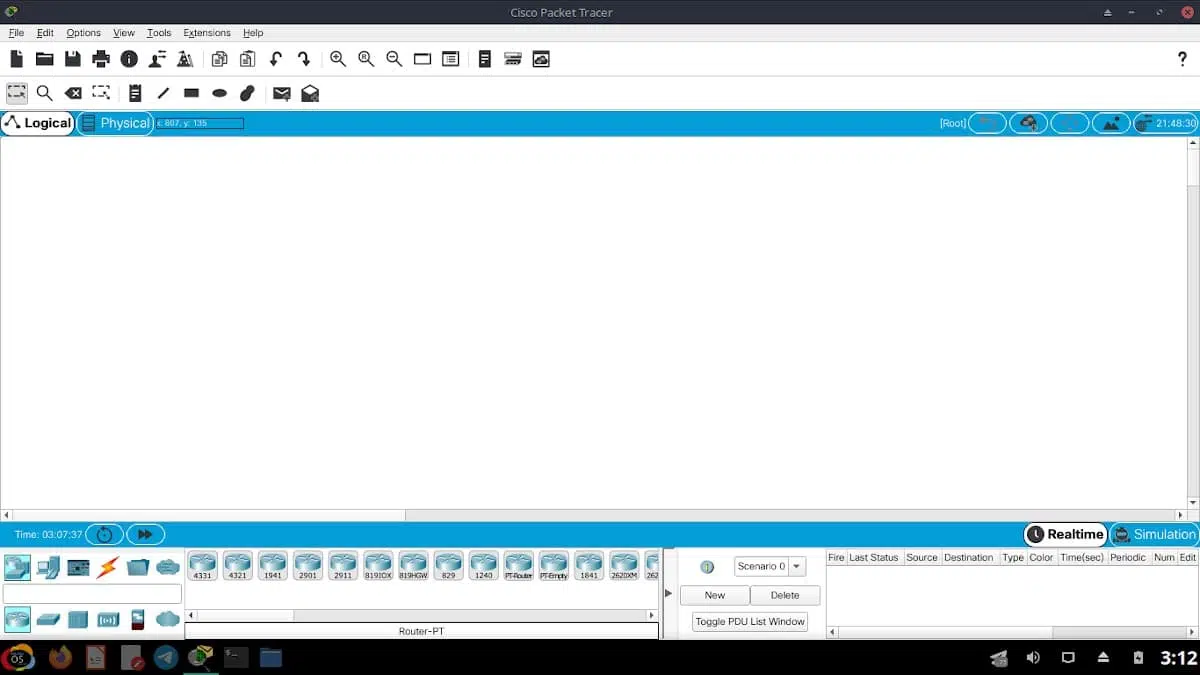 Cisco Packet Tracer
File Edit Options View Tools Extensions Help
?
Logical Physical x: 807, y: 135 [Root] 21:48:30
Time: 03:07:37 Realtime Simulation
4331 4321 1941 2901 2911 819IOX 819HGW 829 1240 PT-Router PT-Empty 1841 2620XM 262
Scenario 0
New Delete
Toggle PDU List Window
Fire Last Status Source Destination Type Color Time(sec) Periodic Num Edit
Router-PT
OS 3:12